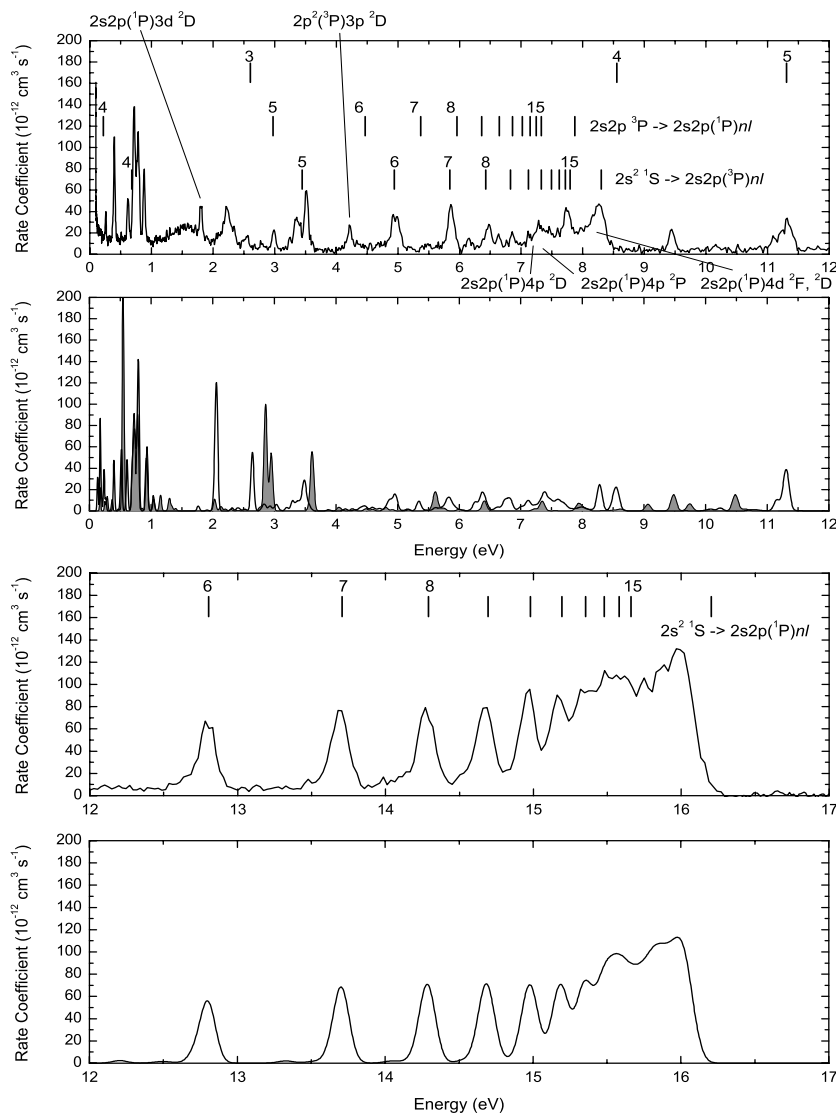 2s2p(¹P)3d ²D 2p²(³P)3p ²D
Rate Coefficient (10⁻¹² cm³ s⁻¹)
200
180
160
140
120
100
80
60
40
20
0
3 4 5
4 5 6 7 8 15 2s2p ³P -> 2s2p(¹P)nl
4 5 6 7 8 15 2s² ¹S -> 2s2p(³P)nl
0 1 2 3 4 5 6 7 8 9 10 11 12
2s2p(¹P)4p ²D 2s2p(¹P)4p ²P 2s2p(¹P)4d ²F, ²D
Rate Coefficient (10⁻¹² cm³ s⁻¹)
200
180
160
140
120
100
80
60
40
20
0
0 1 2 3 4 5 6 7 8 9 10 11 12
Energy (eV)
Rate Coefficient (10⁻¹² cm³ s⁻¹)
200
180
160
140
120
100
80
60
40
20
0
6 7 8 15
2s² ¹S -> 2s2p(¹P)nl
12 13 14 15 16 17
Rate Coefficient (10⁻¹² cm³ s⁻¹)
200
180
160
140
120
100
80
60
40
20
0
12 13 14 15 16 17
Energy (eV)